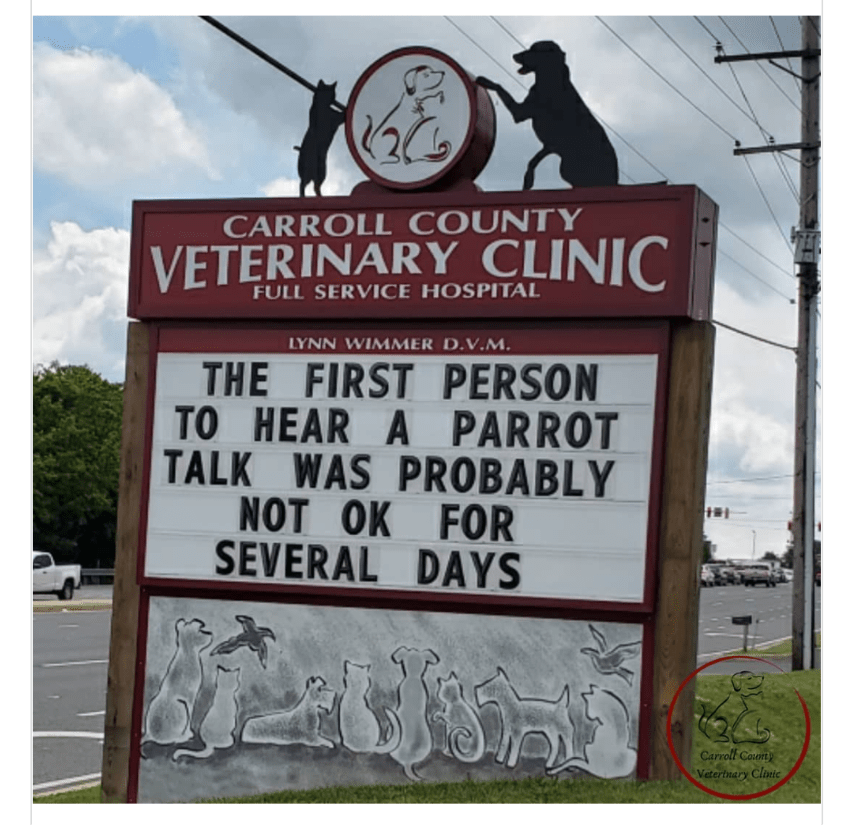 CARROLL COUNTY
VETERINARY CLINIC
FULL SERVICE HOSPITAL
LYNN WIMMER D.V.M.
THE FIRST PERSON
TO HEAR A PARROT
TALK WAS PROBABLY
NOT OK FOR
SEVERAL DAYS
Carroll County
Veterinary Clinic